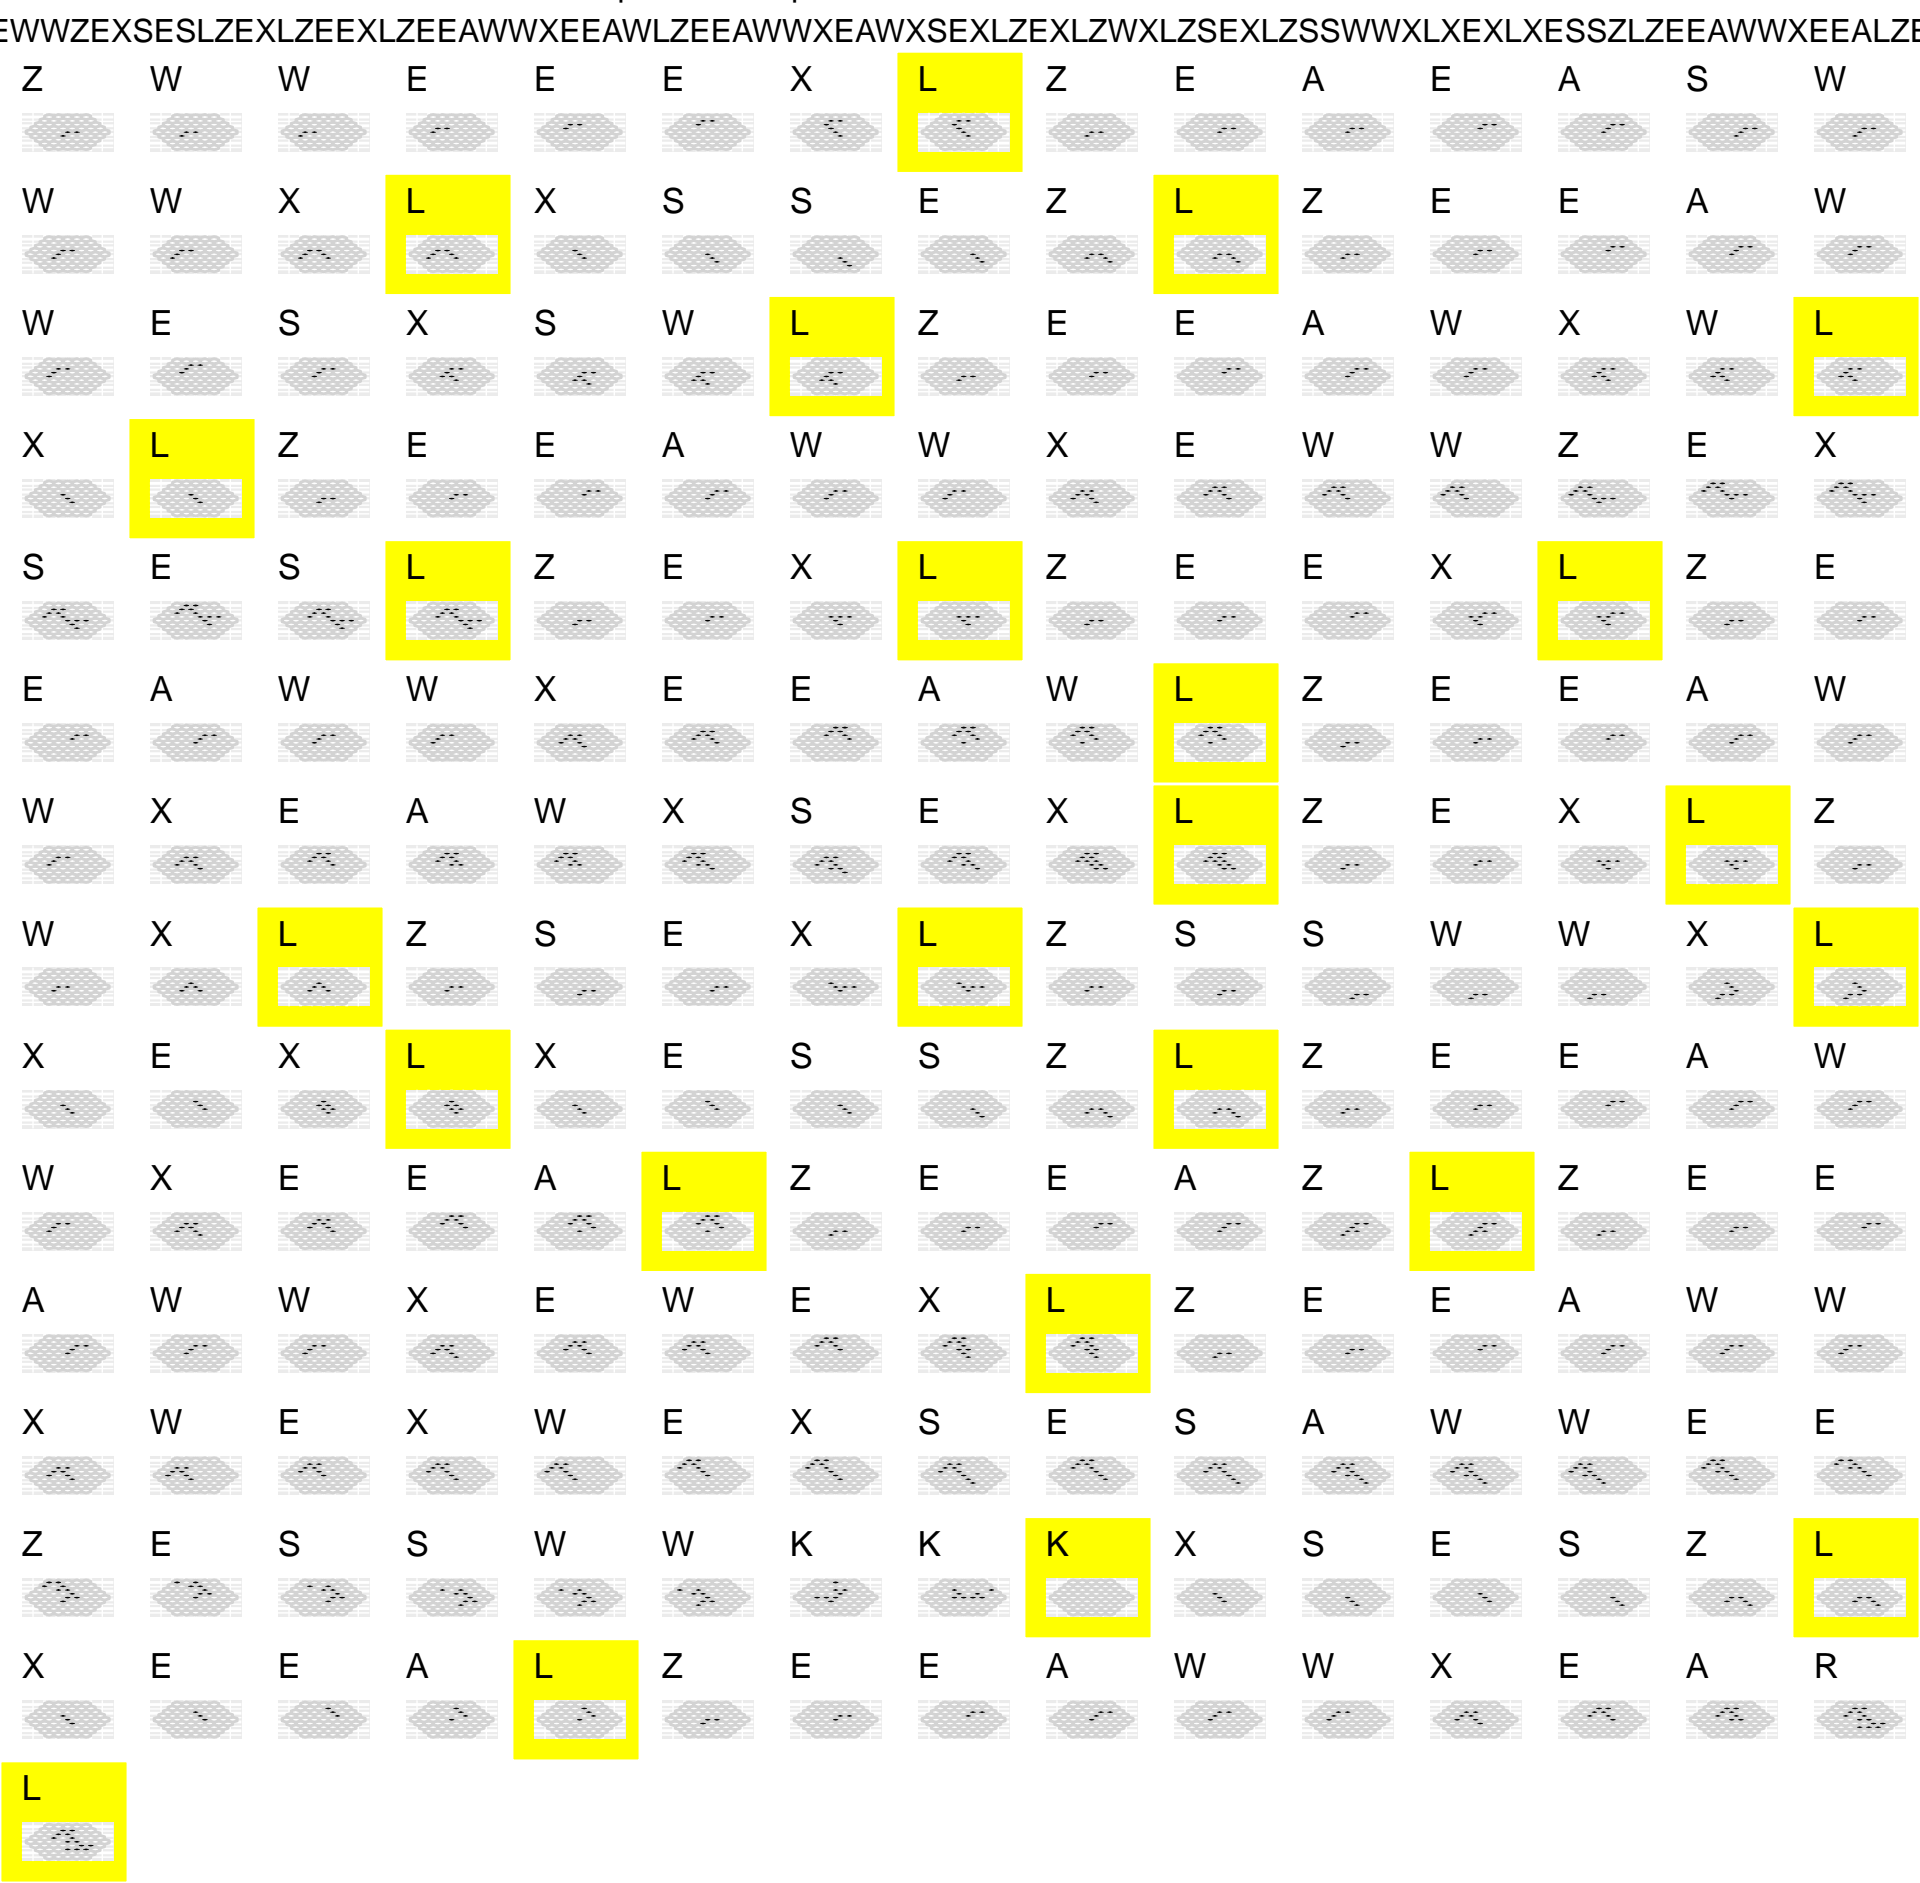 EWWZEXSESLZEXLZEEXLZEEAWWXEEAWLZEEAWWXEAWXSEXLZEXLZWXLZSEXLZSSWWXLXEXLXESSZLZEEAWWXEEALZE
Z W W E E E X L Z E A E A S W
W W X L X S S E Z L Z E E A W
W E S X S W L Z E E A W X W L
X L Z E E A W W X E W W Z E X
S E S L Z E X L Z E E X L Z E
E A W W X E E A W L Z E E A W
W X E A W X S E X L Z E X L Z
W X L Z S E X L Z S S W W X L
X E X L X E S S Z L Z E E A W
W X E E A L Z E E A Z L Z E E
A W W X E W E X L Z E E A W W
X W E X W E X S E S A W W E E
Z E S S W W K K K X S E S Z L
X E E A L Z E E A W W X E A R
L